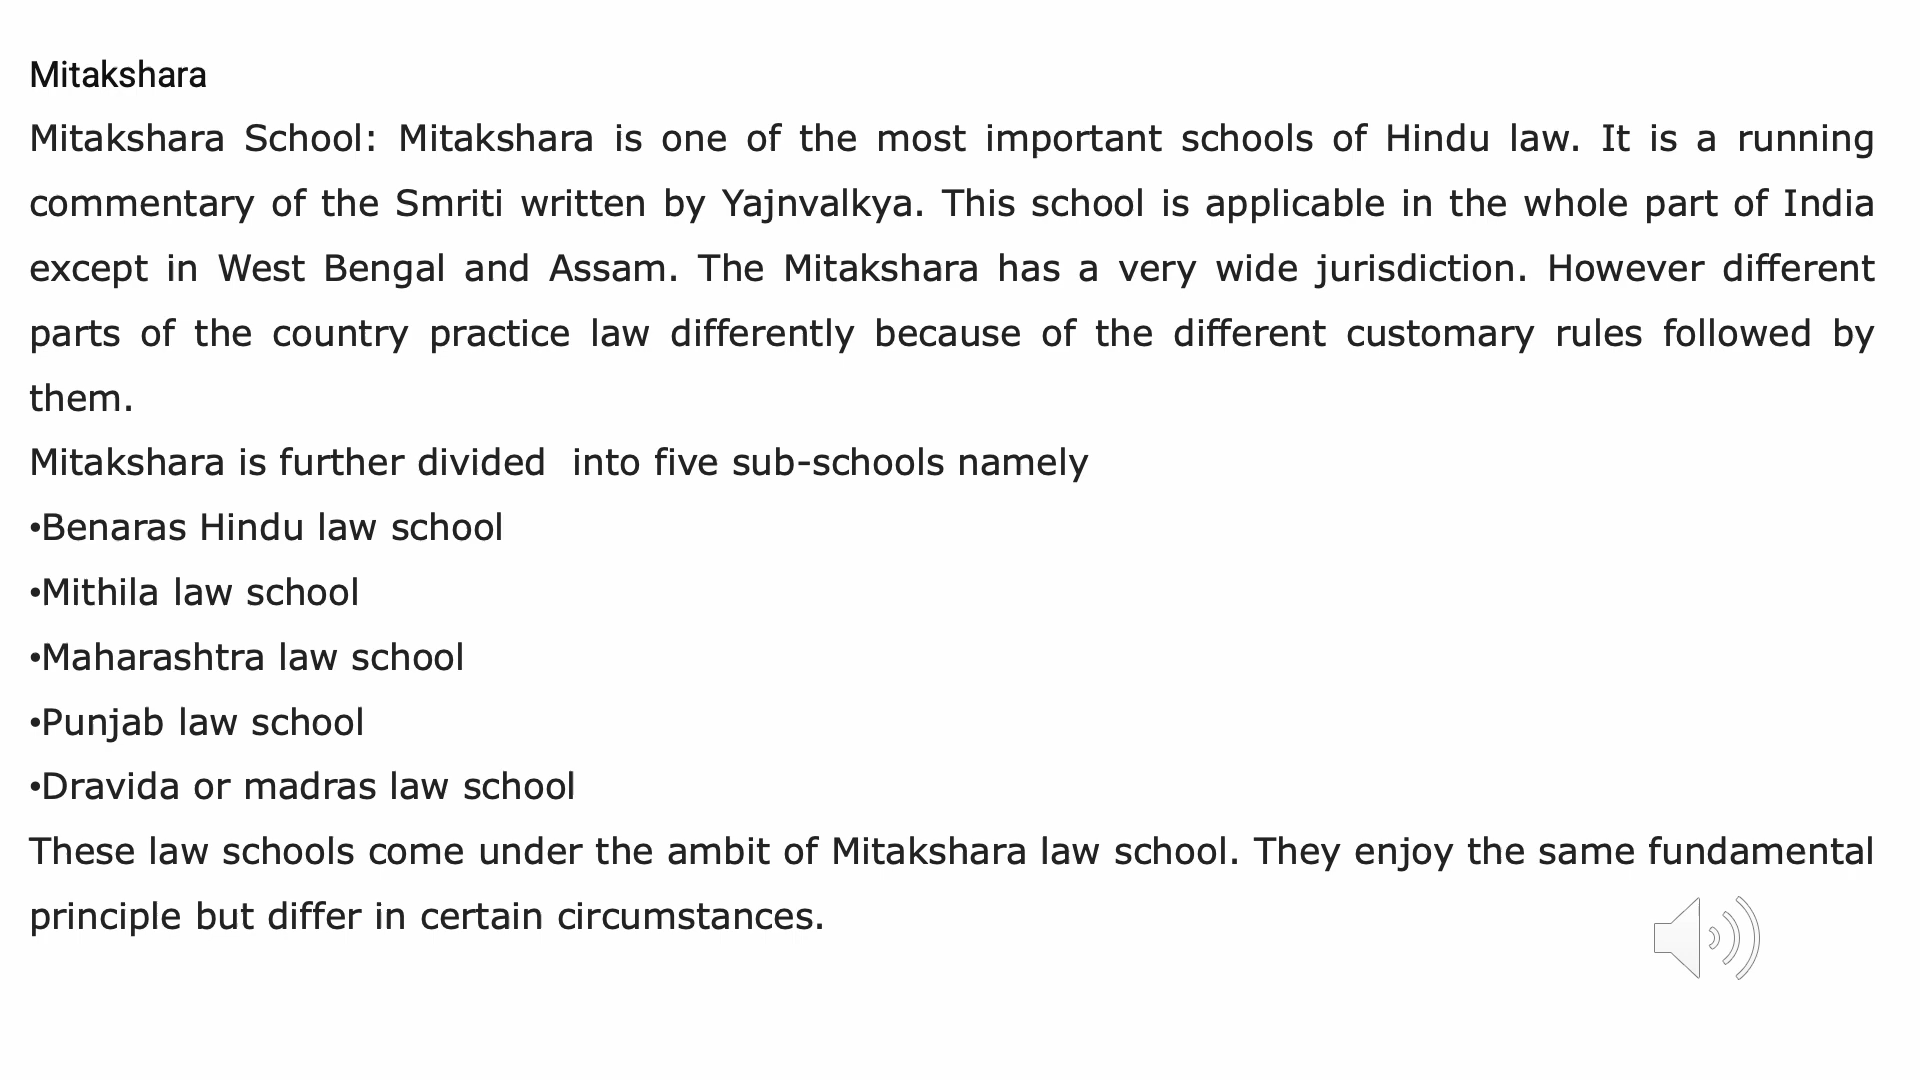 Mitakshara
Mitakshara School: Mitakshara is one of the most important schools of Hindu law. It is a running
commentary of the Smriti written by Yajnvalkya. This school is applicable in the whole part of India
except in West Bengal and Assam. The Mitakshara has a very wide jurisdiction. However different
parts of the country practice law differently because of the different customary rules followed by
them.
Mitakshara is further divided  into five sub-schools namely
•Benaras Hindu law school
•Mithila law school
•Maharashtra law school
•Punjab law school
•Dravida or madras law school
These law schools come under the ambit of Mitakshara law school. They enjoy the same fundamental
principle but differ in certain circumstances.